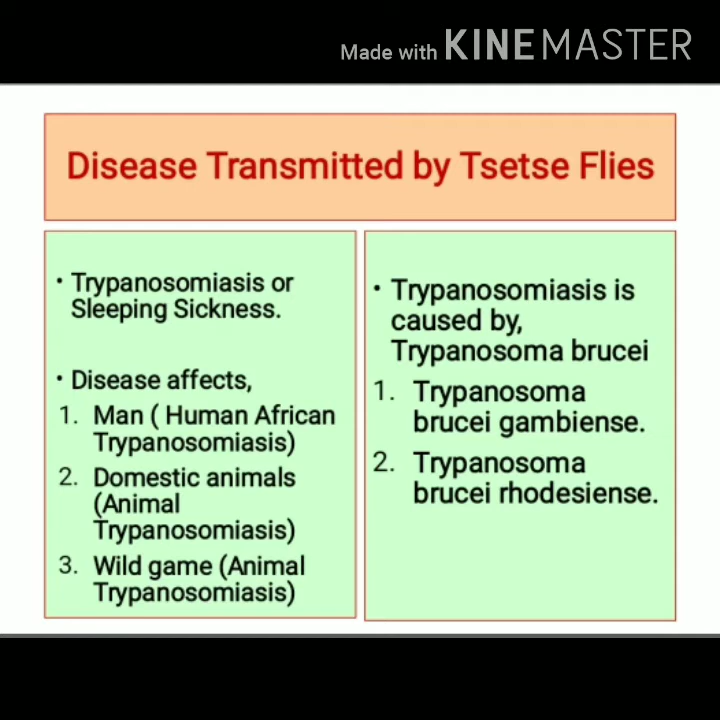 Made with KINEMASTER
Disease Transmitted by Tsetse Flies
• Trypanosomiasis or
Sleeping Sickness.
• Disease affects,
1. Man ( Human African
Trypanosomiasis)
2. Domestic animals
(Animal
Trypanosomiasis)
3. Wild game (Animal
Trypanosomiasis)
• Trypanosomiasis is
caused by,
Trypanosoma brucei
1. Trypanosoma
brucei gambiense.
2. Trypanosoma
brucei rhodesiense.